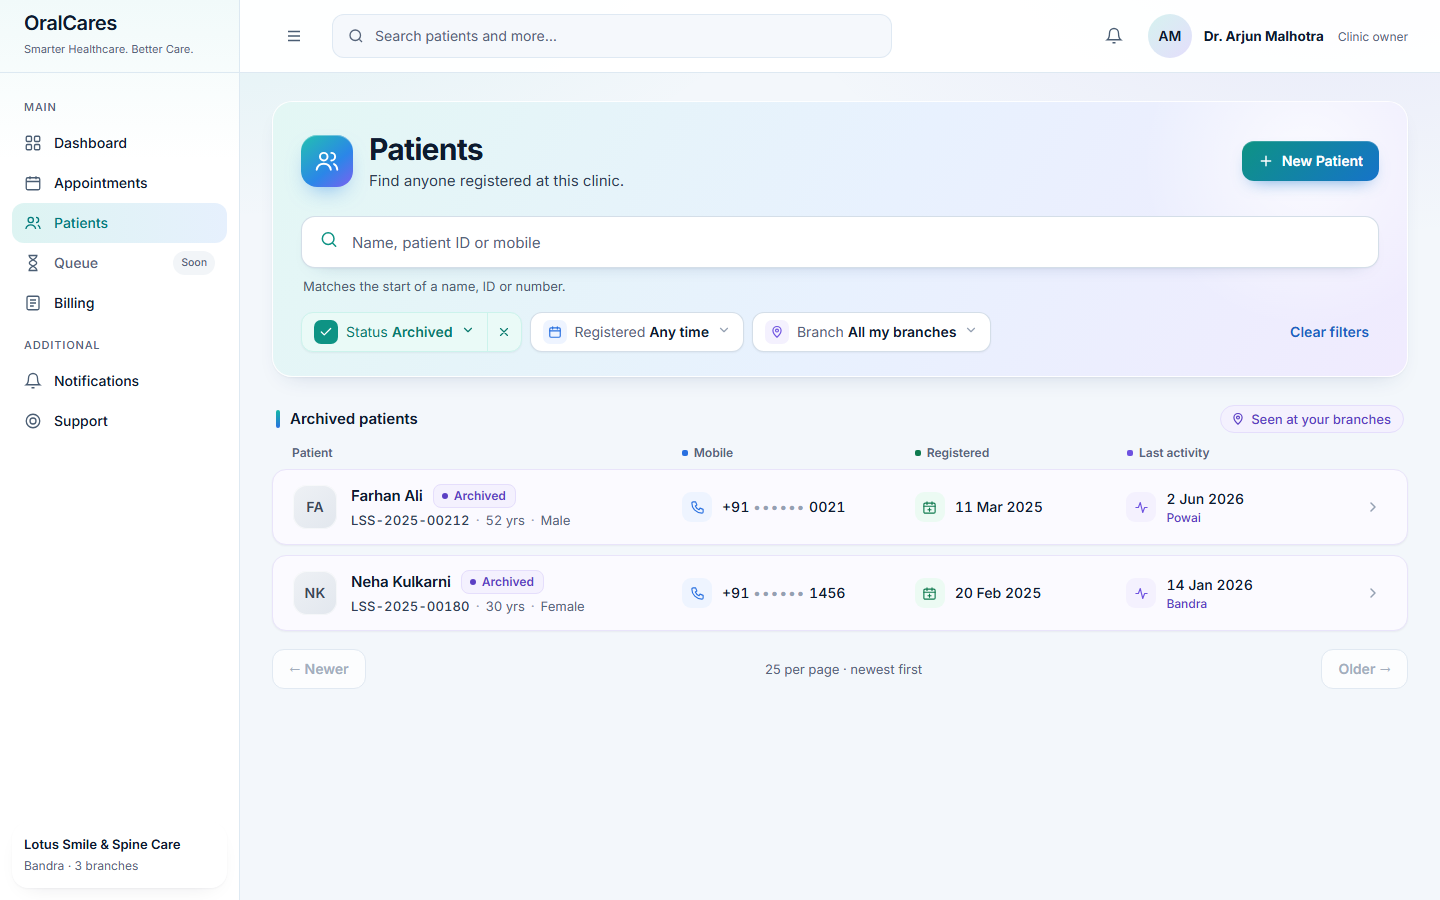 OralCares
Smarter Healthcare. Better Care.
Search patients and more...
AM
Dr. Arjun Malhotra
Clinic owner
MAIN
Dashboard
Appointments
Patients
Queue
Soon
Billing
ADDITIONAL
Notifications
Support
Lotus Smile & Spine Care
Bandra · 3 branches
Patients
Find anyone registered at this clinic.
+ New Patient
Name, patient ID or mobile
Matches the start of a name, ID or number.
Status Archived
Registered Any time
Branch All my branches
Clear filters
Archived patients
Seen at your branches
Patient
Mobile
Registered
Last activity
FA
Farhan Ali
Archived
LSS-2025-00212 · 52 yrs · Male
+91 •••••• 0021
11 Mar 2025
2 Jun 2026
Powai
NK
Neha Kulkarni
Archived
LSS-2025-00180 · 30 yrs · Female
+91 •••••• 1456
20 Feb 2025
14 Jan 2026
Bandra
← Newer
25 per page · newest first
Older →